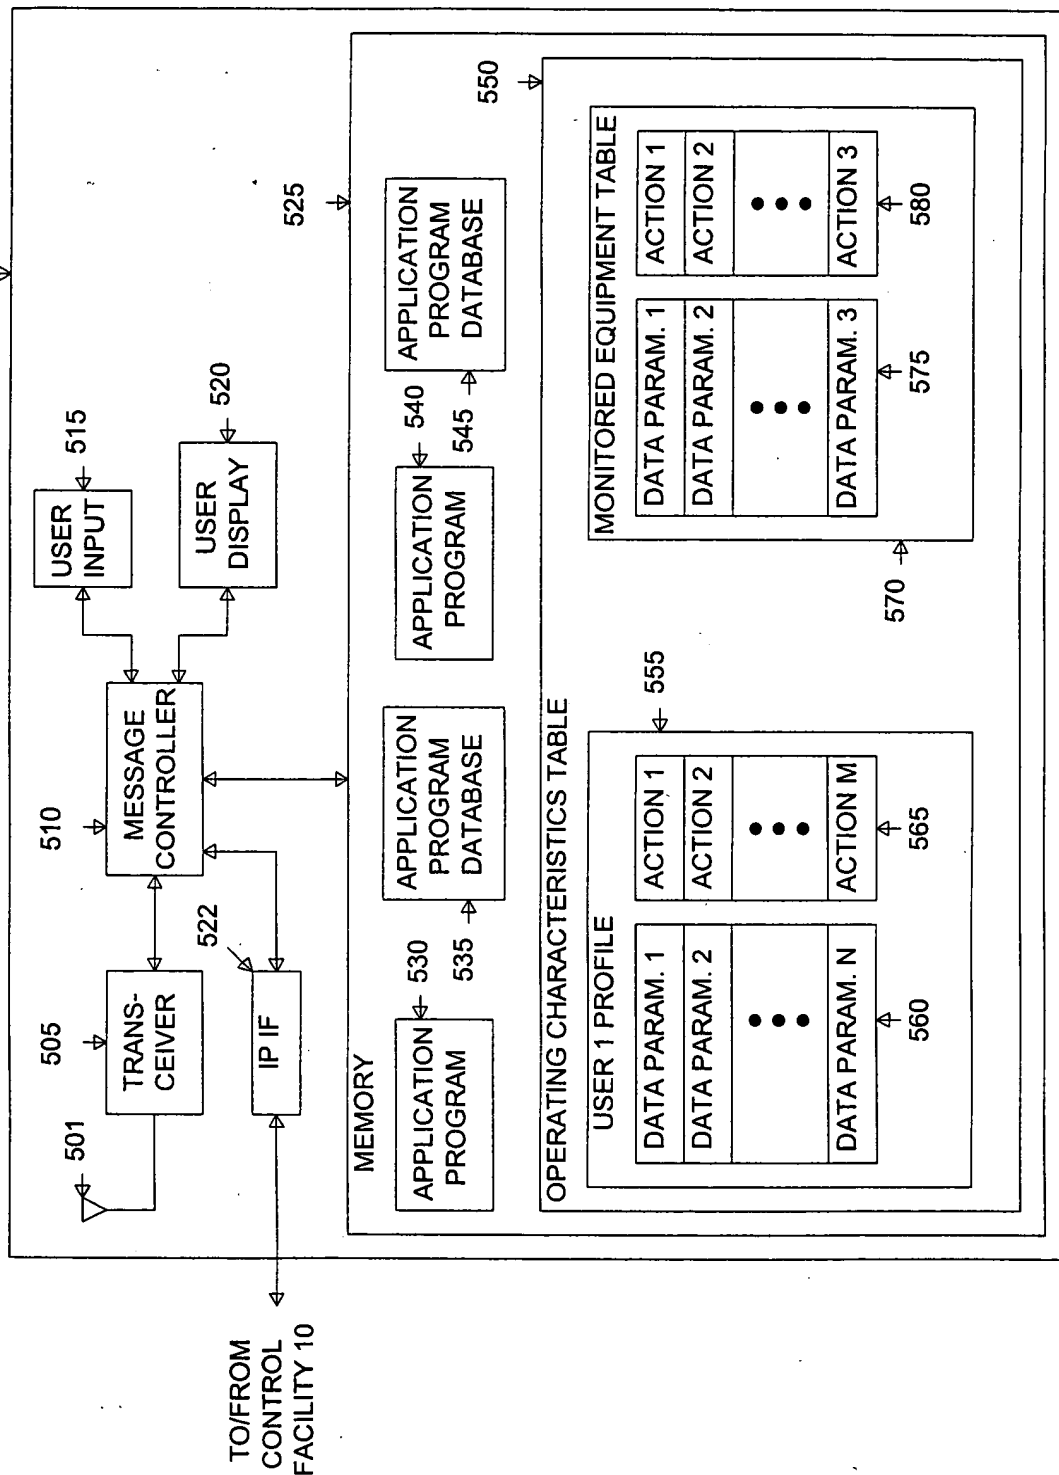 501
505
TRANS-
CEIVER
510
MESSAGE
CONTROLLER
USER
INPUT
515
USER
DISPLAY
520
522
IP IF
TO/FROM
CONTROL
FACILITY 10
525
MEMORY
APPLICATION
PROGRAM
530
535
APPLICATION
PROGRAM
DATABASE
APPLICATION
PROGRAM
540
545
APPLICATION
PROGRAM
DATABASE
550
OPERATING CHARACTERISTICS TABLE
USER 1 PROFILE
555
DATA PARAM. 1
DATA PARAM. 2
DATA PARAM. N
560
ACTION 1
ACTION 2
ACTION M
565
570
MONITORED EQUIPMENT TABLE
DATA PARAM. 1
DATA PARAM. 2
DATA PARAM. 3
575
ACTION 1
ACTION 2
ACTION 3
580